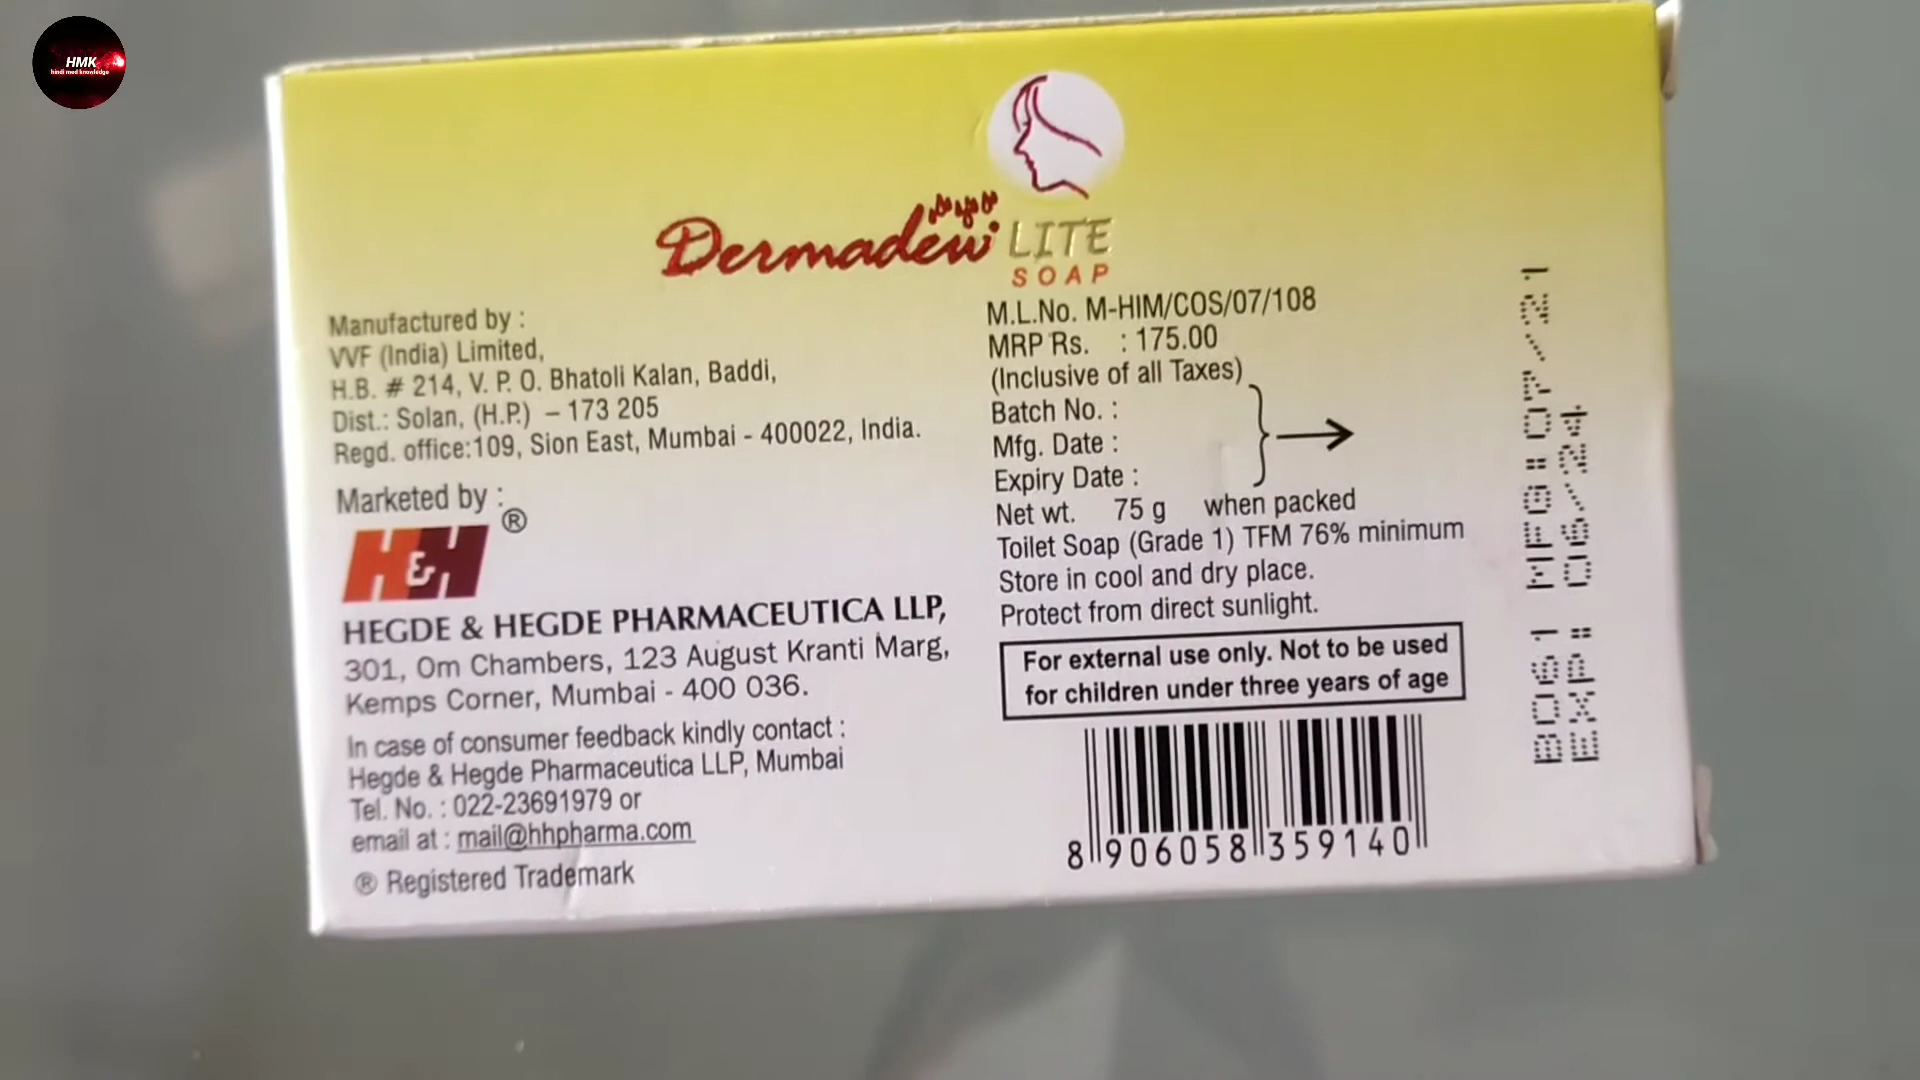 HMK
hindi med knowledge
Dermadew LITE
SOAP
Manufactured by :
VVF (India) Limited,
H.B. # 214, V. P. O. Bhatoli Kalan, Baddi,
Dist.: Solan, (H.P.) – 173 205
Regd. office:109, Sion East, Mumbai - 400022, India.
Marketed by :
H&H ®
HEGDE & HEGDE PHARMACEUTICA LLP,
301, Om Chambers, 123 August Kranti Marg,
Kemps Corner, Mumbai - 400 036.
In case of consumer feedback kindly contact :
Hegde & Hegde Pharmaceutica LLP, Mumbai
Tel. No. : 022-23691979 or
email at : mail@hhpharma.com
® Registered Trademark
M.L.No. M-HIM/COS/07/108
MRP Rs. : 175.00
(Inclusive of all Taxes)
Batch No. :
Mfg. Date :
Expiry Date :
Net wt. 75 g when packed
Toilet Soap (Grade 1) TFM 76% minimum
Store in cool and dry place.
Protect from direct sunlight.
For external use only. Not to be used
for children under three years of age
8 906058 359140
B061 MFG:07/21
EXP: 06/24